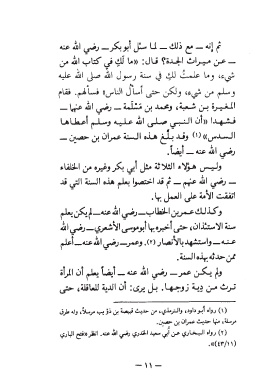 ثم إنه — مع ذلك — لما سئل أبو بكر — رضي الله عنه
— عن ميراث الجدة؟ قال: «ما لك في كتاب الله من
شيء، وما علمت لك في سنة رسول الله صلى الله عليه
وسلم من شيء، ولكن حتى أسأل الناس» فسألهم. فقام
المغيرة بن شعبة، ومحمد بن مسلمة — رضي الله عنهما —
فشهدا «أن النبي صلى الله عليه وسلم أعطاها
السدس» (١) وقد بلغ هذه السنة عمران بن حصين —
رضي الله عنه — أيضاً.
وليس هؤلاء الثلاثة مثل أبي بكر وغيره من الخلفاء
— رضي الله عنهم — ثم قد اختصوا بعلم هذه السنة التي قد
اتفقت الأمة على العمل بها.
وكذلك عمر بن الخطاب — رضي الله عنه — لم يكن يعلم
سنة الاستئذان، حتى أخبره بها أبو موسى الأشعري — رضي الله
عنه — واستشهد بالأنصار (٢). وعمر — رضي الله عنه — أعلم
ممن حدثه بهذه السنة.
ولم يكن عمر — رضي الله عنه — أيضاً يعلم أن المرأة
ترث من دية زوجها. بل يرى: أن الدية للعاقلة، حتى
(١) رواه أبو داود، والترمذي، من حديث قبيصة بن ذؤيب مرسلاً، وله طرق
مرسلة، منها حديث عمران بن حصين.
(٢) رواه البخاري عن أبي سعيد الخدري رضي الله عنه. انظر «فتح الباري
(٤٣/١١)».
— ١١ —